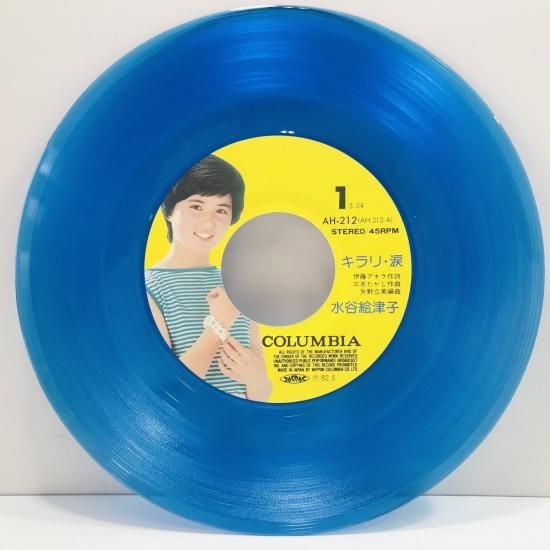 1 3・24
AH-212(AH-212-A)
STEREO/45RPM
キラリ・涙
伊藤アキラ作詩
三木たかし作曲
矢野立美編曲
水谷絵津子
COLUMBIA
ALL RIGHTS OF THE MANUFACTURER AND OF
THE OWNER OF THE RECORDED WORK RESERVED
UNAUTHORIZED PUBLIC PERFORMANCE BROADCAST
ING AND COPYING OF THIS RECORD PROHIBITED
MADE IN JAPAN BY NIPPON COLUMBIA CO LTD
Ⓟ 82.5